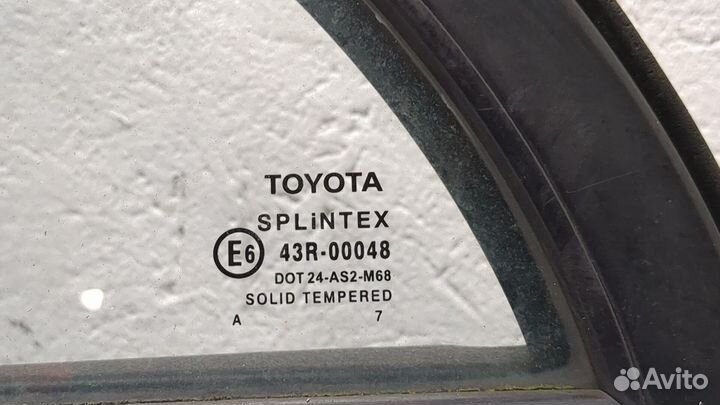 TOYOTA
SPLiNTEX
E6 43R-00048
DOT 24-AS2-M68
SOLID TEMPERED
A 7
Avito